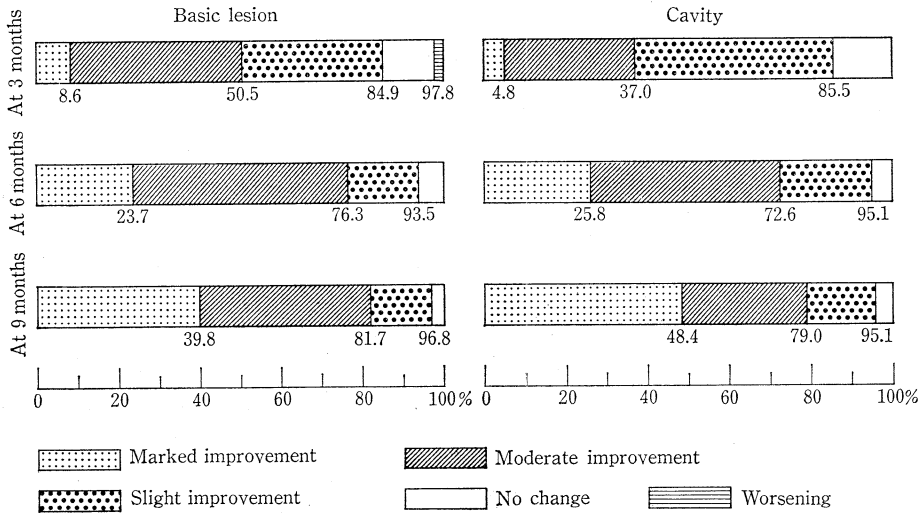 Basic lesion
Cavity
At 3 months
8.6 50.5 84.9 97.8
4.8 37.0 85.5
At 6 months
23.7 76.3 93.5
25.8 72.6 95.1
At 9 months
39.8 81.7 96.8
48.4 79.0 95.1
0 20 40 60 80 100%
0 20 40 60 80 100%
Marked improvement
Moderate improvement
Slight improvement
No change
Worsening